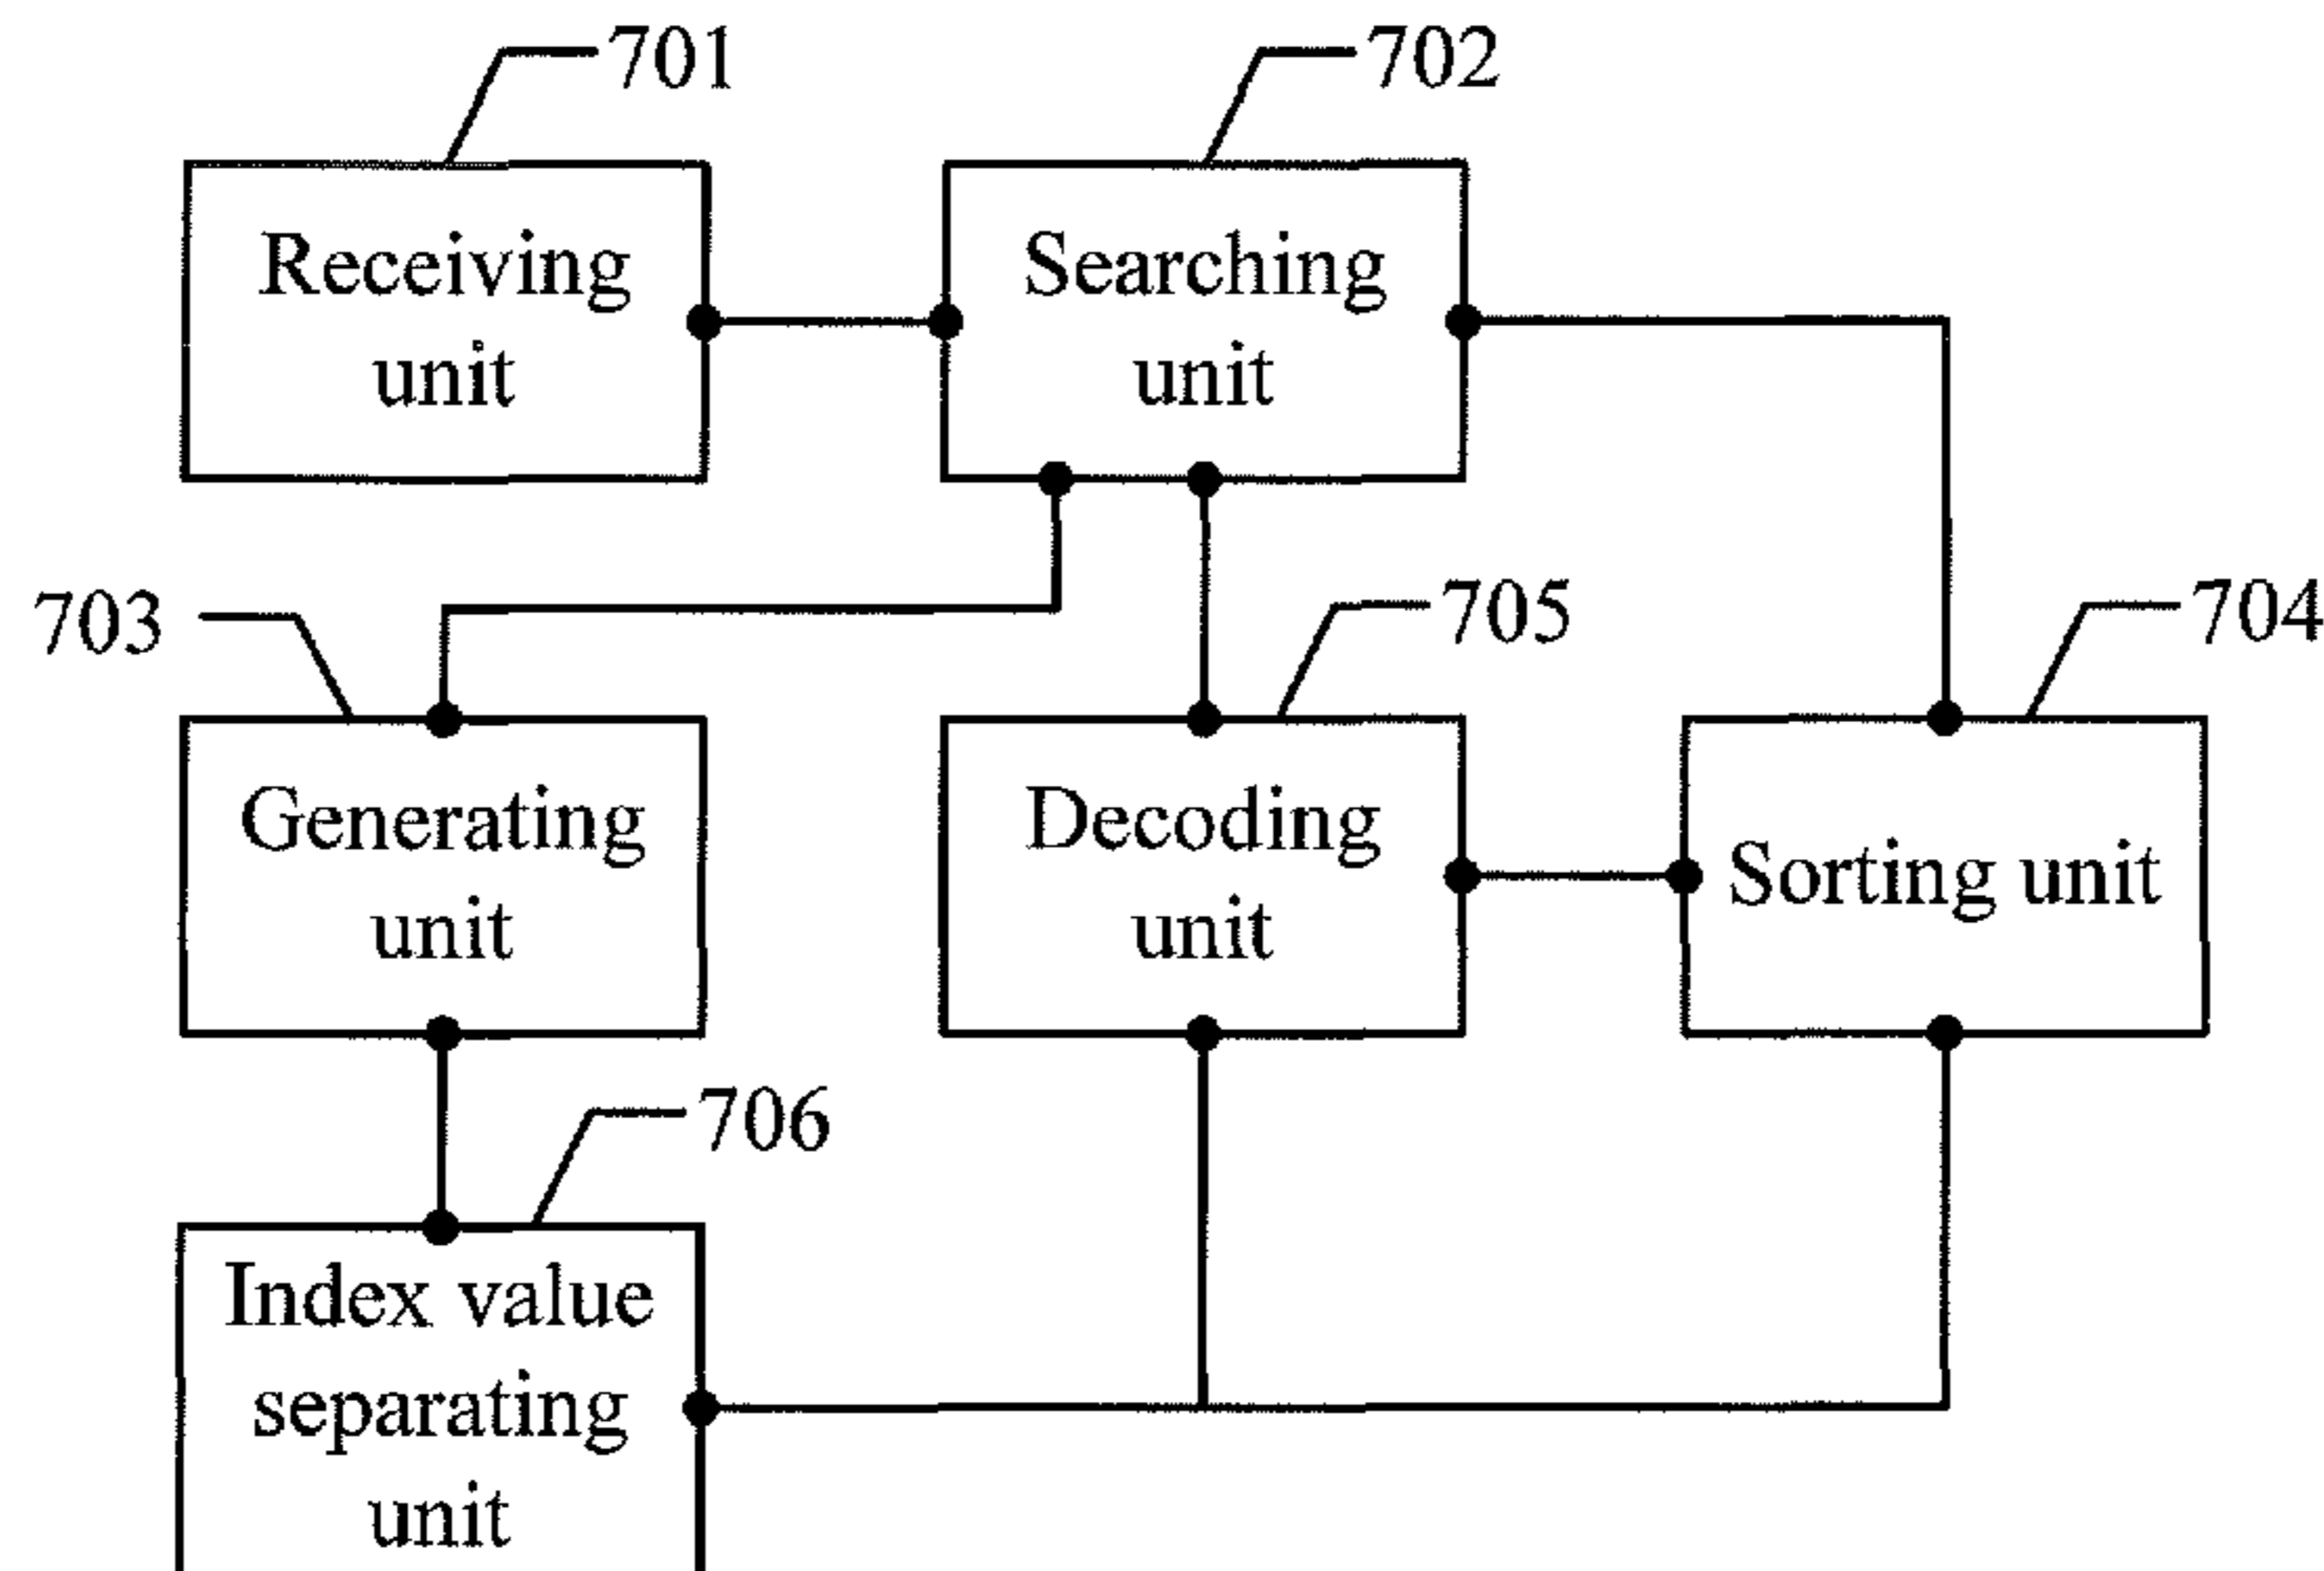 701
702
Receiving
unit
Searching
unit
703
705
704
Generating
unit
Decoding
unit
Sorting unit
706
Index value
separating
unit